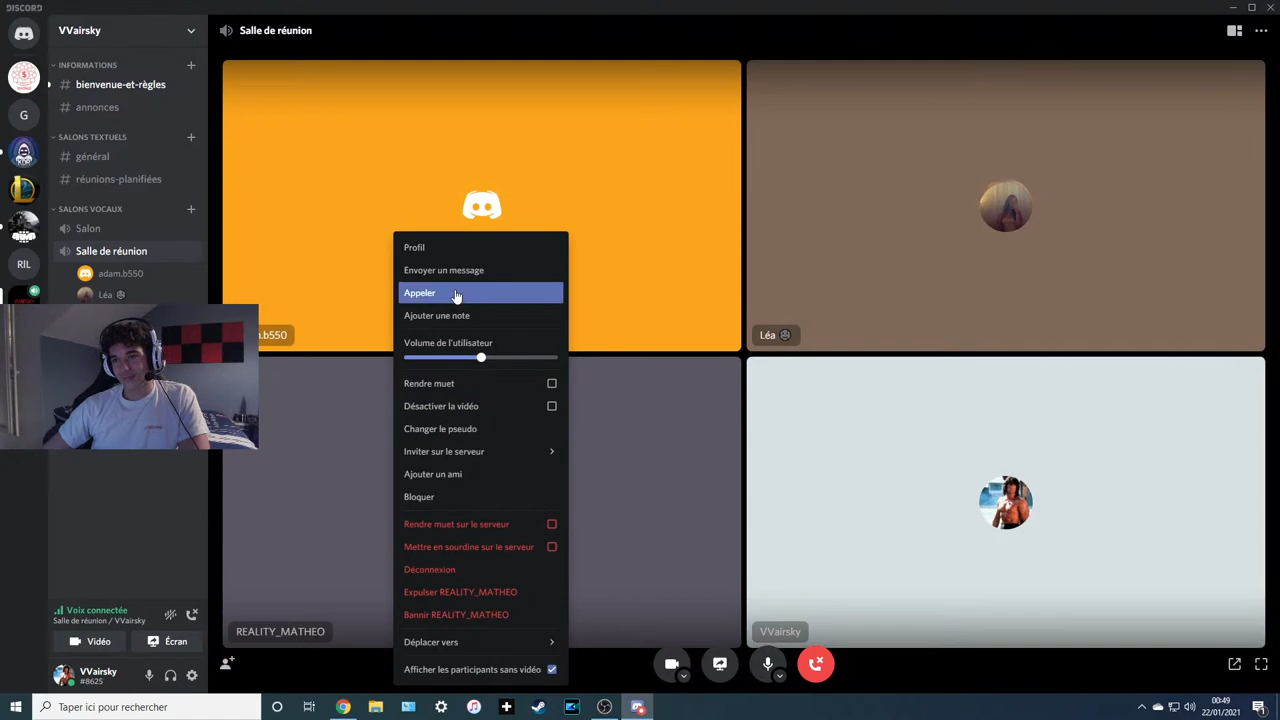 DISCORD
VVairsky
Salle de réunion
INFORMATIONS
bienvenue-et-règles
annonces
SALONS TEXTUELS
général
réunions-planifiées
SALONS VOCAUX
Salon
Salle de réunion
adam.b550
Léa
G
RIL
m.b550
Léa
REALITY_MATHEO
VVairsky
Profil
Envoyer un message
Appeler
Ajouter une note
Volume de l'utilisateur
Rendre muet
Désactiver la vidéo
Changer le pseudo
Inviter sur le serveur
Ajouter un ami
Bloquer
Rendre muet sur le serveur
Mettre en sourdine sur le serveur
Déconnexion
Expulser REALITY_MATHEO
Bannir REALITY_MATHEO
Déplacer vers
Afficher les participants sans vidéo
Voix connectée
Salle de réunion / VVairsky
Vidéo
Écran
VVairsky
#8625
Taper ici pour rechercher
00:49
22/01/2021
1